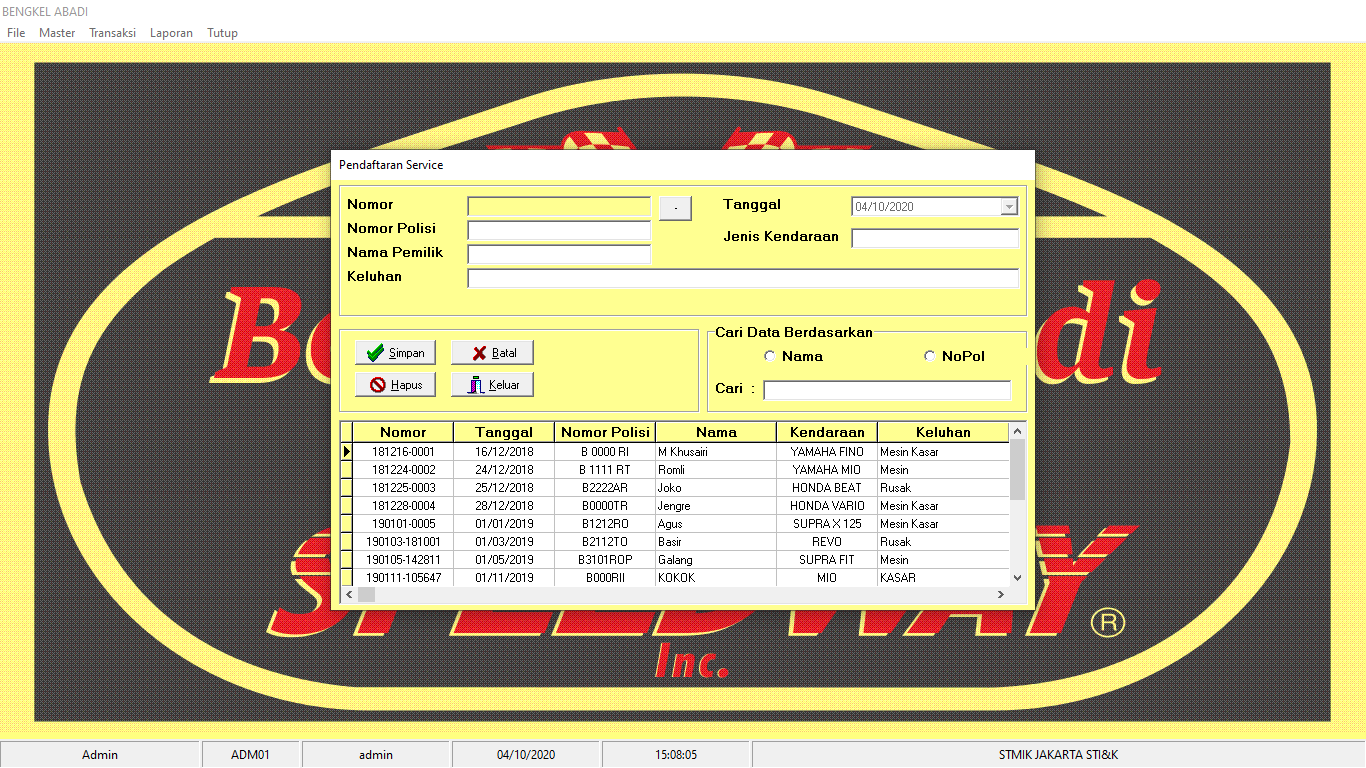 BENGKEL ABADI
File Master Transaksi Laporan Tutup
Pendaftaran Service
Nomor - Tanggal 04/10/2020
Nomor Polisi
Jenis Kendaraan
Nama Pemilik
Keluhan
Cari Data Berdasarkan
Simpan Batal
Nama NoPol
Hapus Keluar
Cari :
Nomor Tanggal Nomor Polisi Nama Kendaraan Keluhan
181216-0001 16/12/2018 B 0000 RI M Khusairi YAMAHA FINO Mesin Kasar
181224-0002 24/12/2018 B 1111 RT Romli YAMAHA MIO Mesin
181225-0003 25/12/2018 B2222AR Joko HONDA BEAT Rusak
181228-0004 28/12/2018 B0000TR Jengre HONDA VARIO Mesin Kasar
190101-0005 01/01/2019 B1212RO Agus SUPRA X 125 Mesin Kasar
190103-181001 01/03/2019 B2112TO Basir REVO Rusak
190105-142811 01/05/2019 B3101ROP Galang SUPRA FIT Mesin
190111-105647 01/11/2019 B000RII KOKOK MIO KASAR
SPEEDWAY ®
Inc.
Admin ADM01 admin 04/10/2020 15:08:05 STMIK JAKARTA STI&K